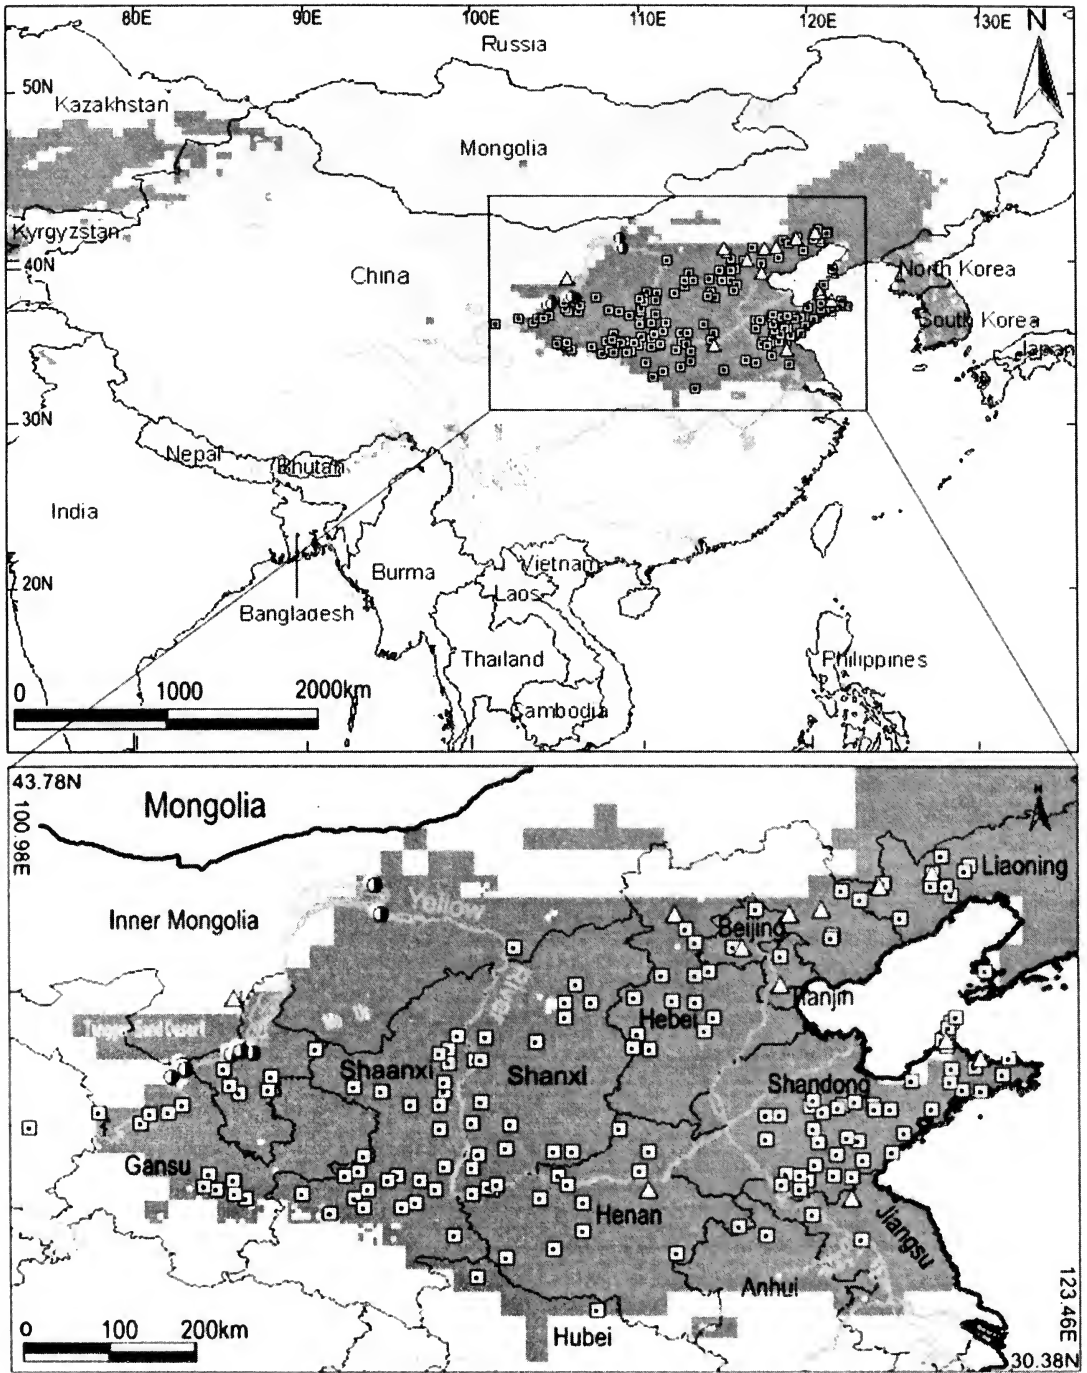 80E 90E 100E 110E 120E 130E
N
Russia
50N
Kazakhstan
Mongolia
Kyrgyzstan
40N
China
North Korea
South Korea
Japan
30N
Nepal
Bhutan
India
Burma
Vietnam
20N
Laos
Bangladesh
Thailand
Philippines
0 1000 2000km
Cambodia
43.78N
100.98E
Mongolia
N
Liaoning
Inner Mongolia
Yellow
Beijing
River
Tianjin
Hebei
Shaanxi
Shanxi
Shandong
Gansu
Henan
Jiangsu
Anhui
0 100 200km
Hubei
123.46E
30.38N